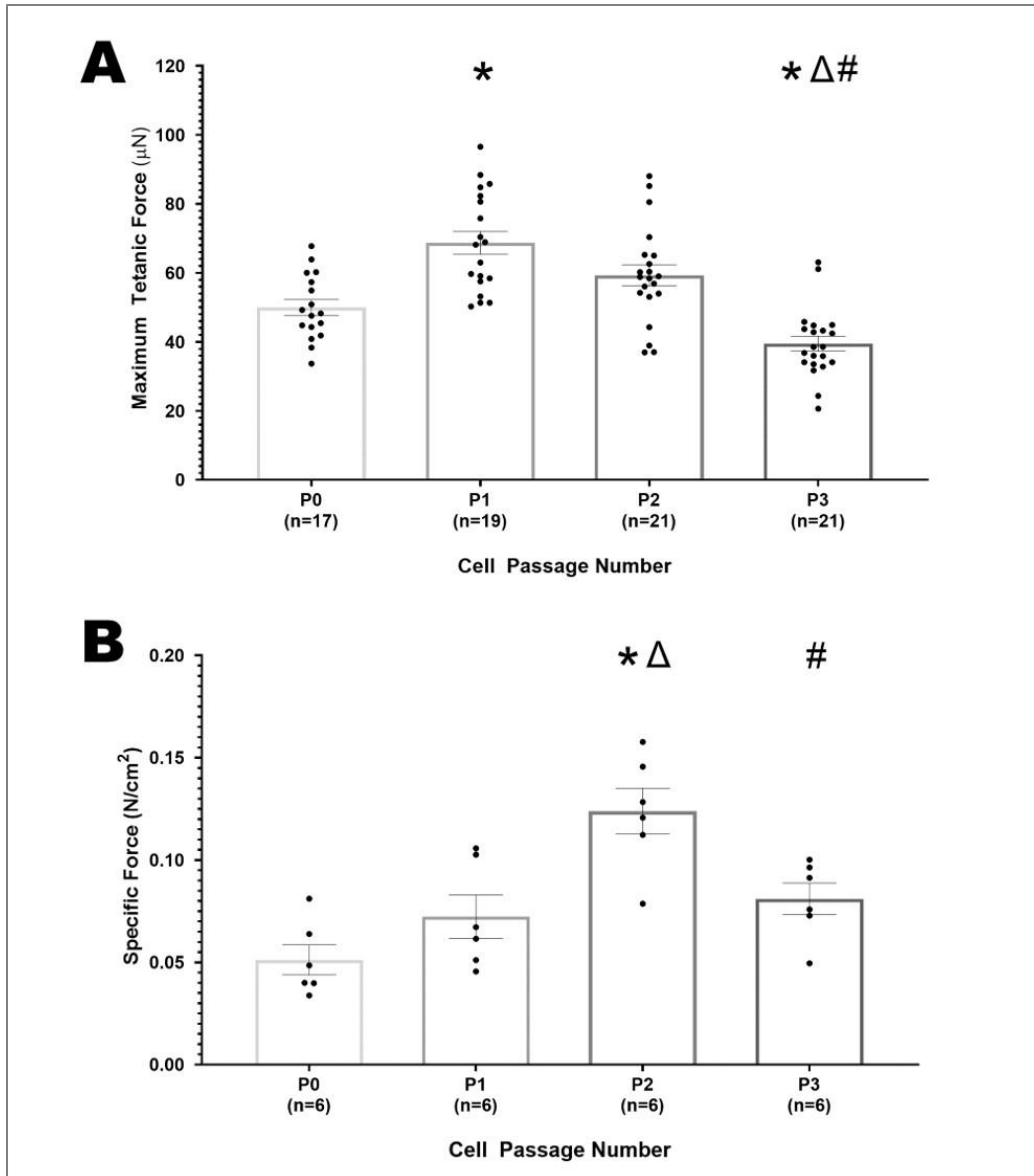 A
120
* Δ#
*
100
80
60
40
20
0
Maximum Tetanic Force (μN)
P0 P1 P2 P3
(n=17) (n=19) (n=21) (n=21)
Cell Passage Number
B
0.20
* Δ #
0.15
0.10
0.05
0.00
Specific Force (N/cm²)
P0 P1 P2 P3
(n=6) (n=6) (n=6) (n=6)
Cell Passage Number